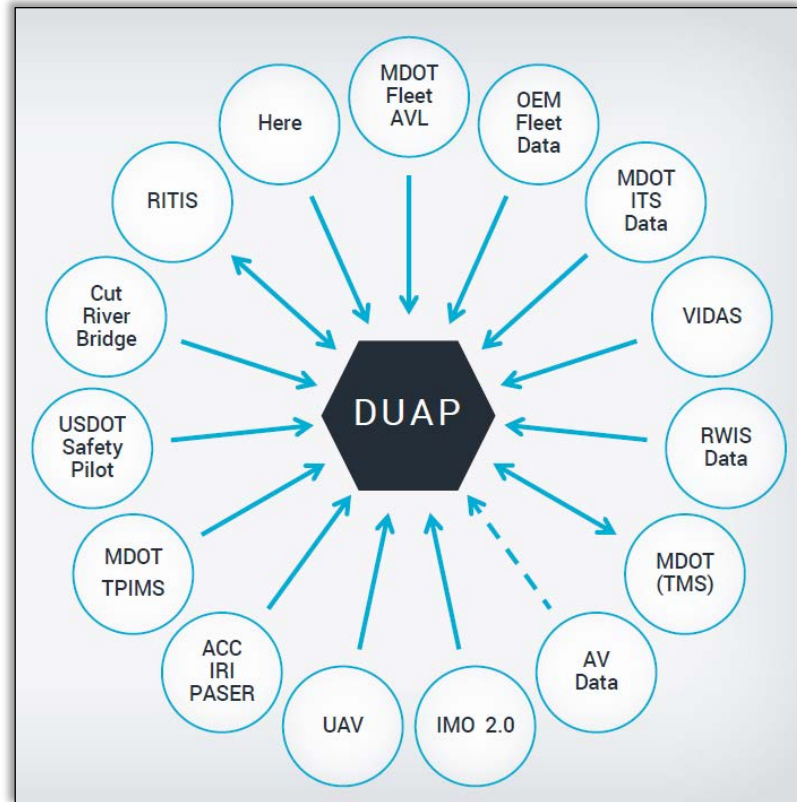 MDOT
Fleet
AVL
OEM
Fleet
Data
MDOT
ITS
Data
VIDAS
RWIS
Data
MDOT
(TMS)
AV
Data
IMO 2.0
UAV
ACC
IRI
PASER
MDOT
TPIMS
USDOT
Safety
Pilot
Cut
River
Bridge
RITIS
Here
DUAP